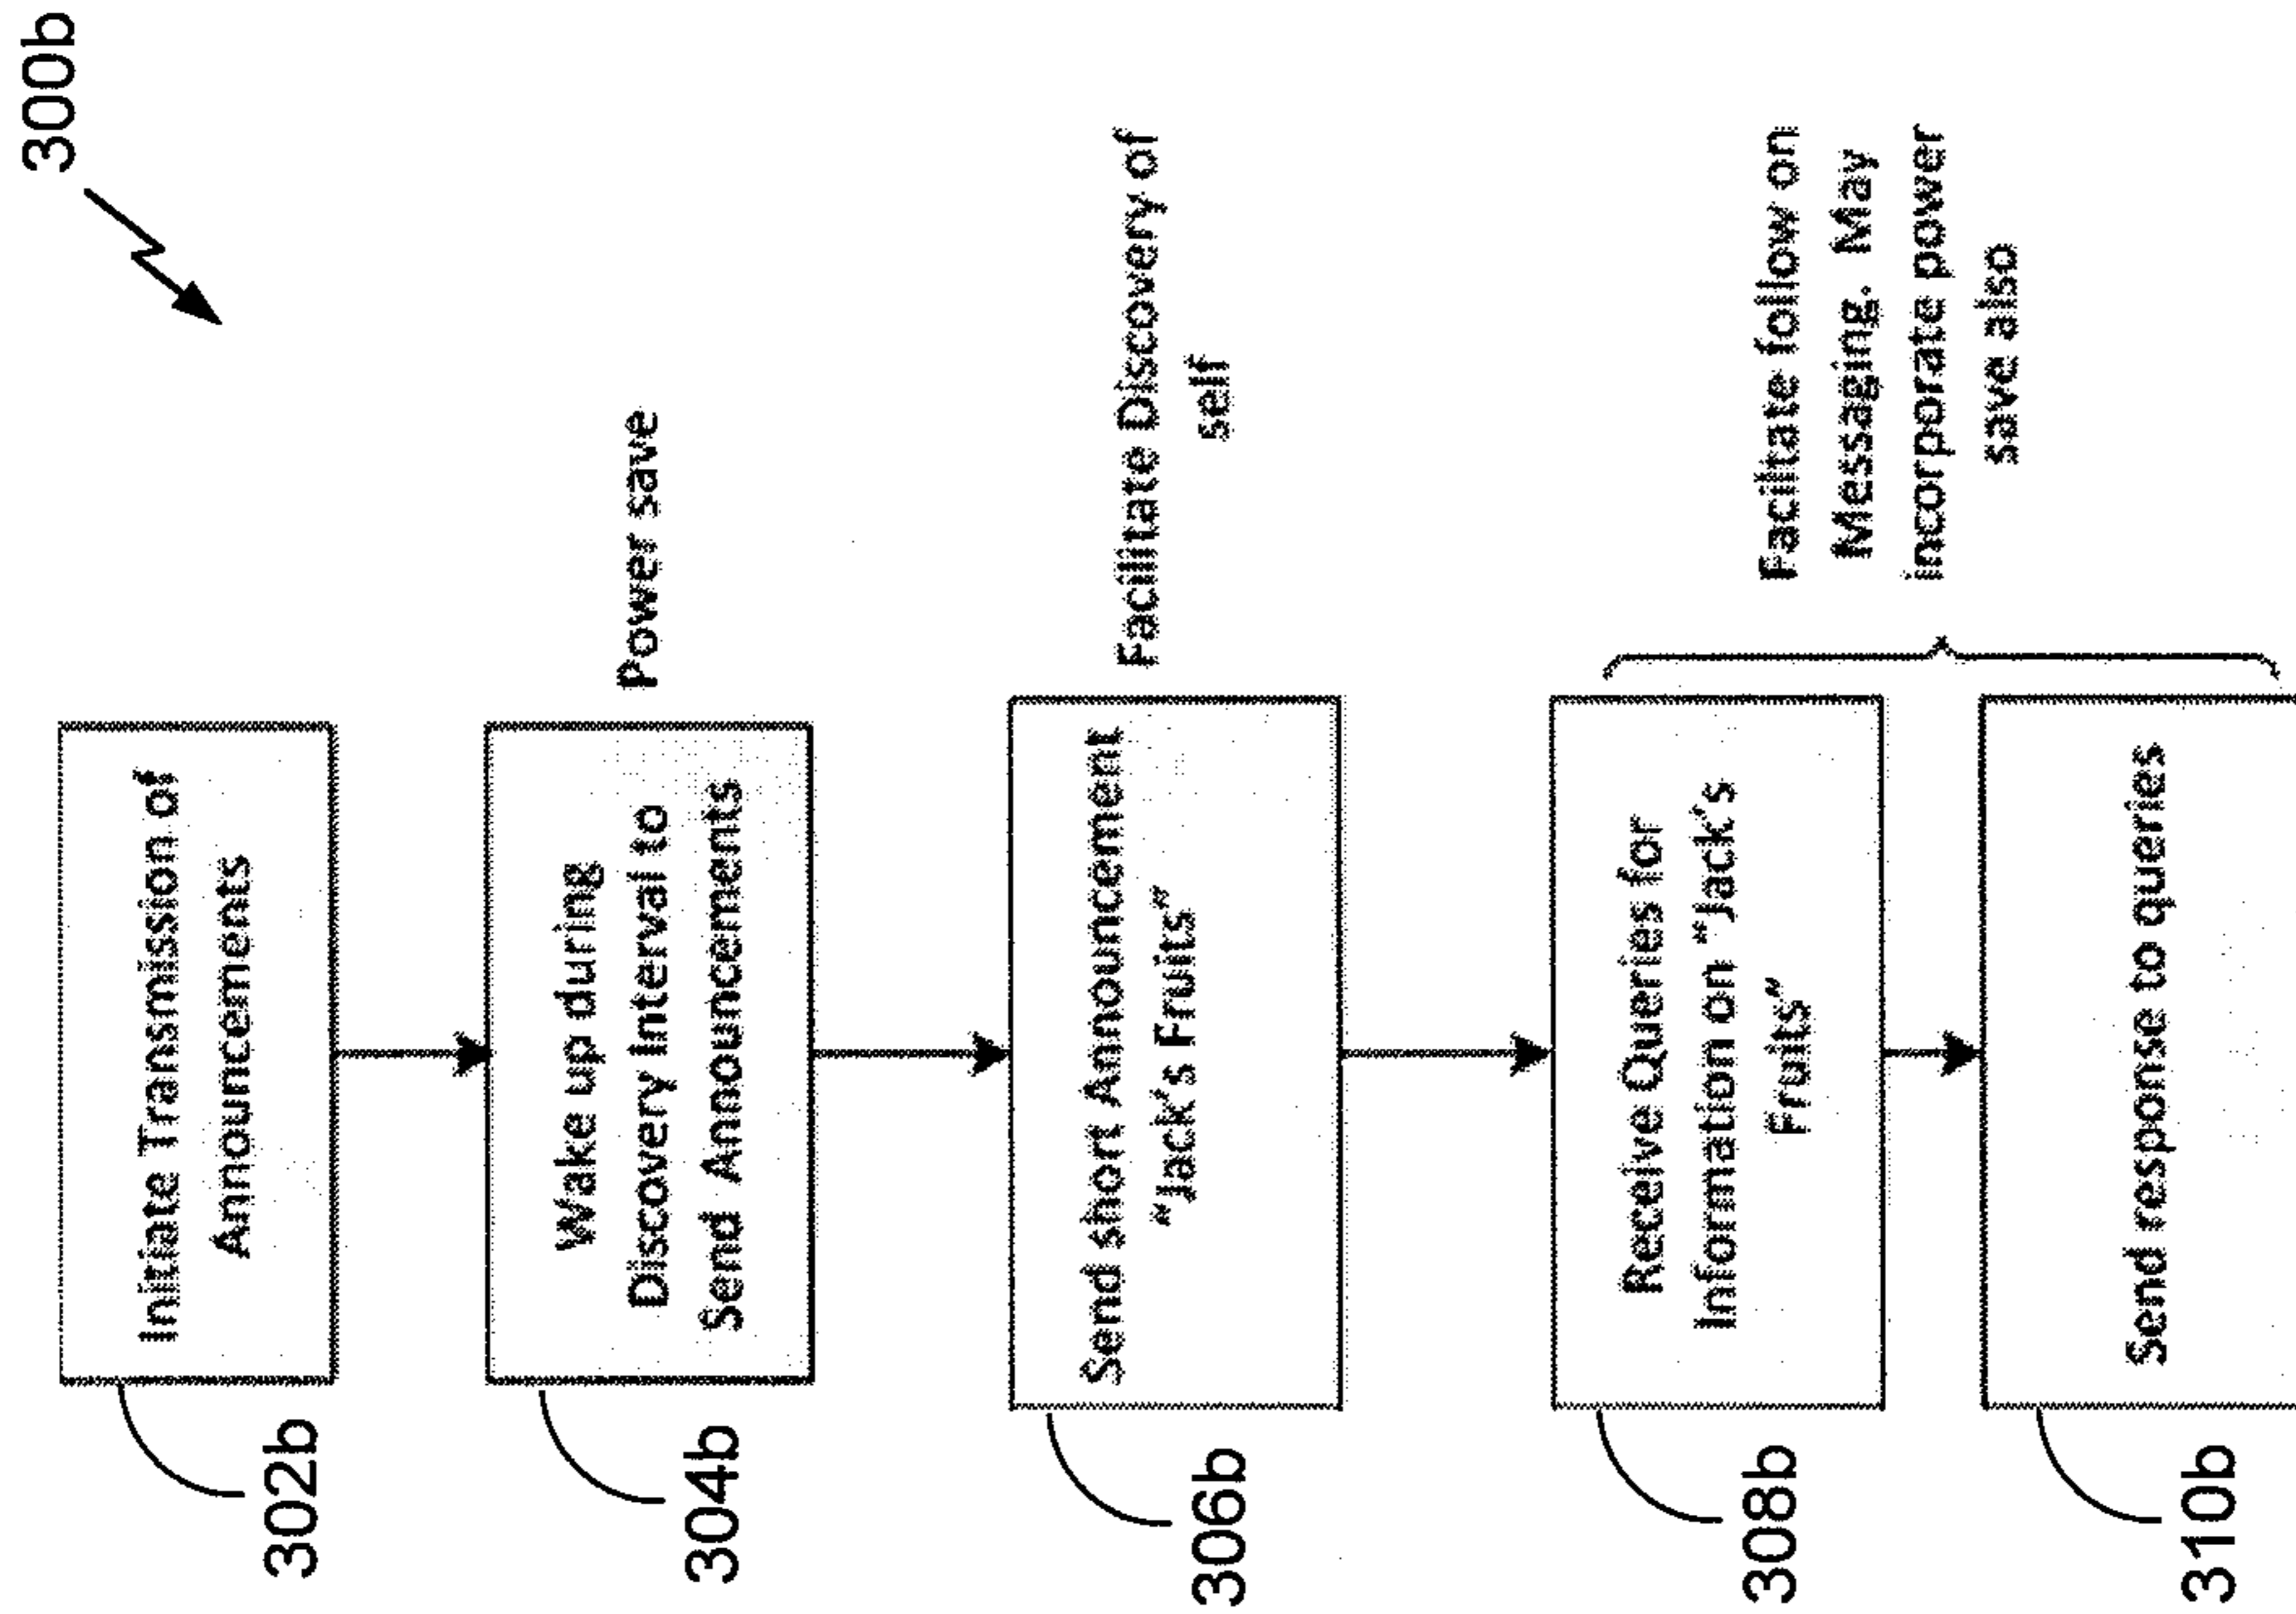 300b
302b
Initiate Transmission of
Announcements
304b
Wake up during
Discovery Interval to
Send Announcements
Power save
306b
Send short Announcement
“Jack’s Fruits”
Facilitate Discovery of
self
308b
Receive Queries for
Information on “Jack’s
Fruits”
310b
Send response to queries
Facilitate follow on
Messaging. May
incorporate power
save also